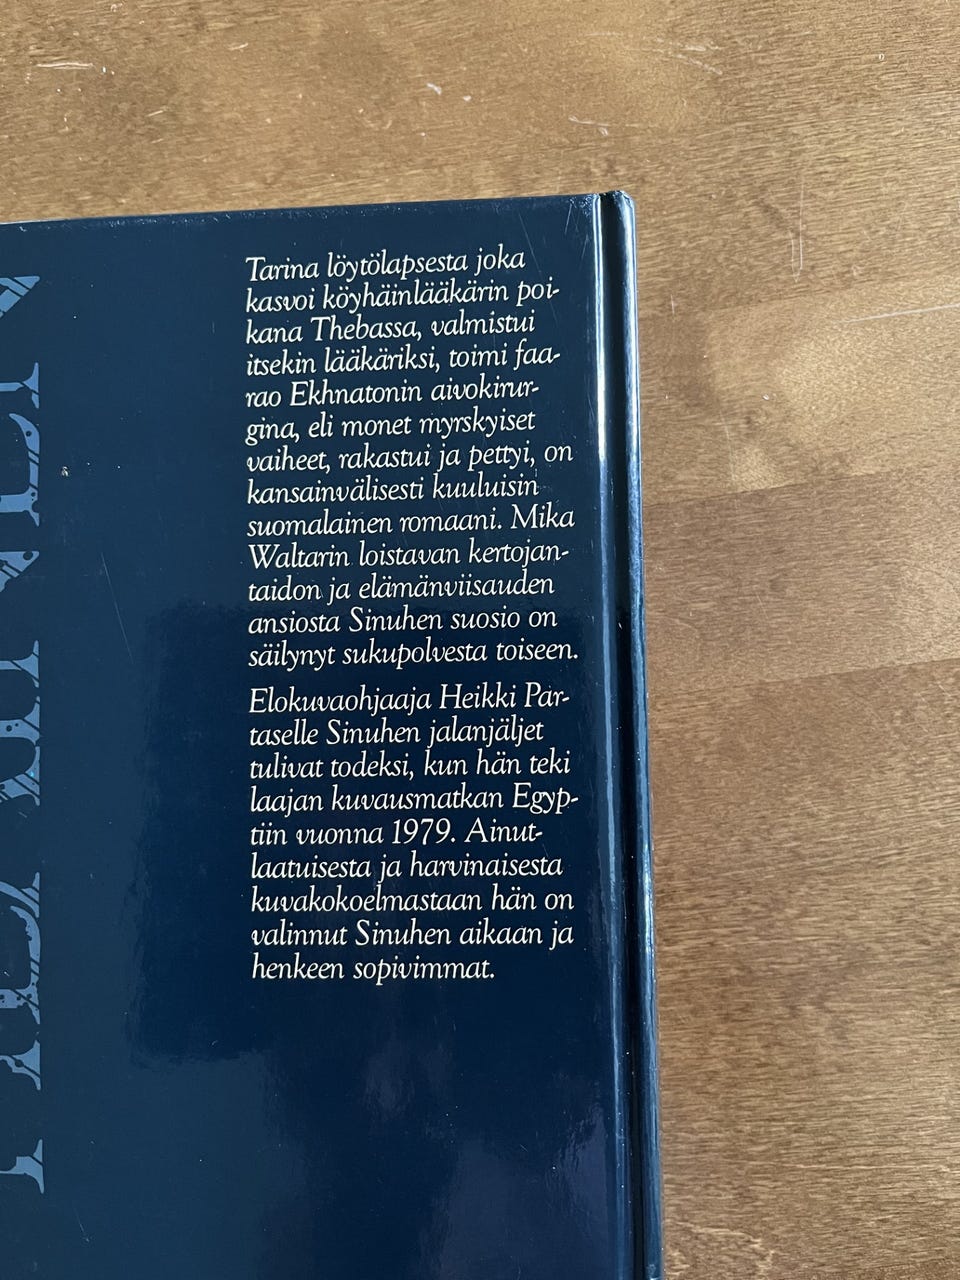 Tarina löytölapsesta joka
kasvoi köyhäinlääkärin poi-
kana Thebassa, valmistui
itsekin lääkäriksi, toimi faa-
rao Ekhnatonin aivokirur-
gina, eli monet myrskyiset
vaiheet, rakastui ja pettyi, on
kansainvälisesti kuuluisin
suomalainen romaani. Mika
Waltarin loistavan kertojan-
taidon ja elämänviisauden
ansiosta Sinuhen suosio on
säilynyt sukupolvesta toiseen.
Elokuvaohjaaja Heikki Par-
taselle Sinuhen jalanjäljet
tulivat todeksi, kun hän teki
laajan kuvausmatkan Egyp-
tiin vuonna 1979. Ainut-
laatuisesta ja harvinaisesta
kuvakokoelmastaan hän on
valinnut Sinuhen aikaan ja
henkeen sopivimmat.